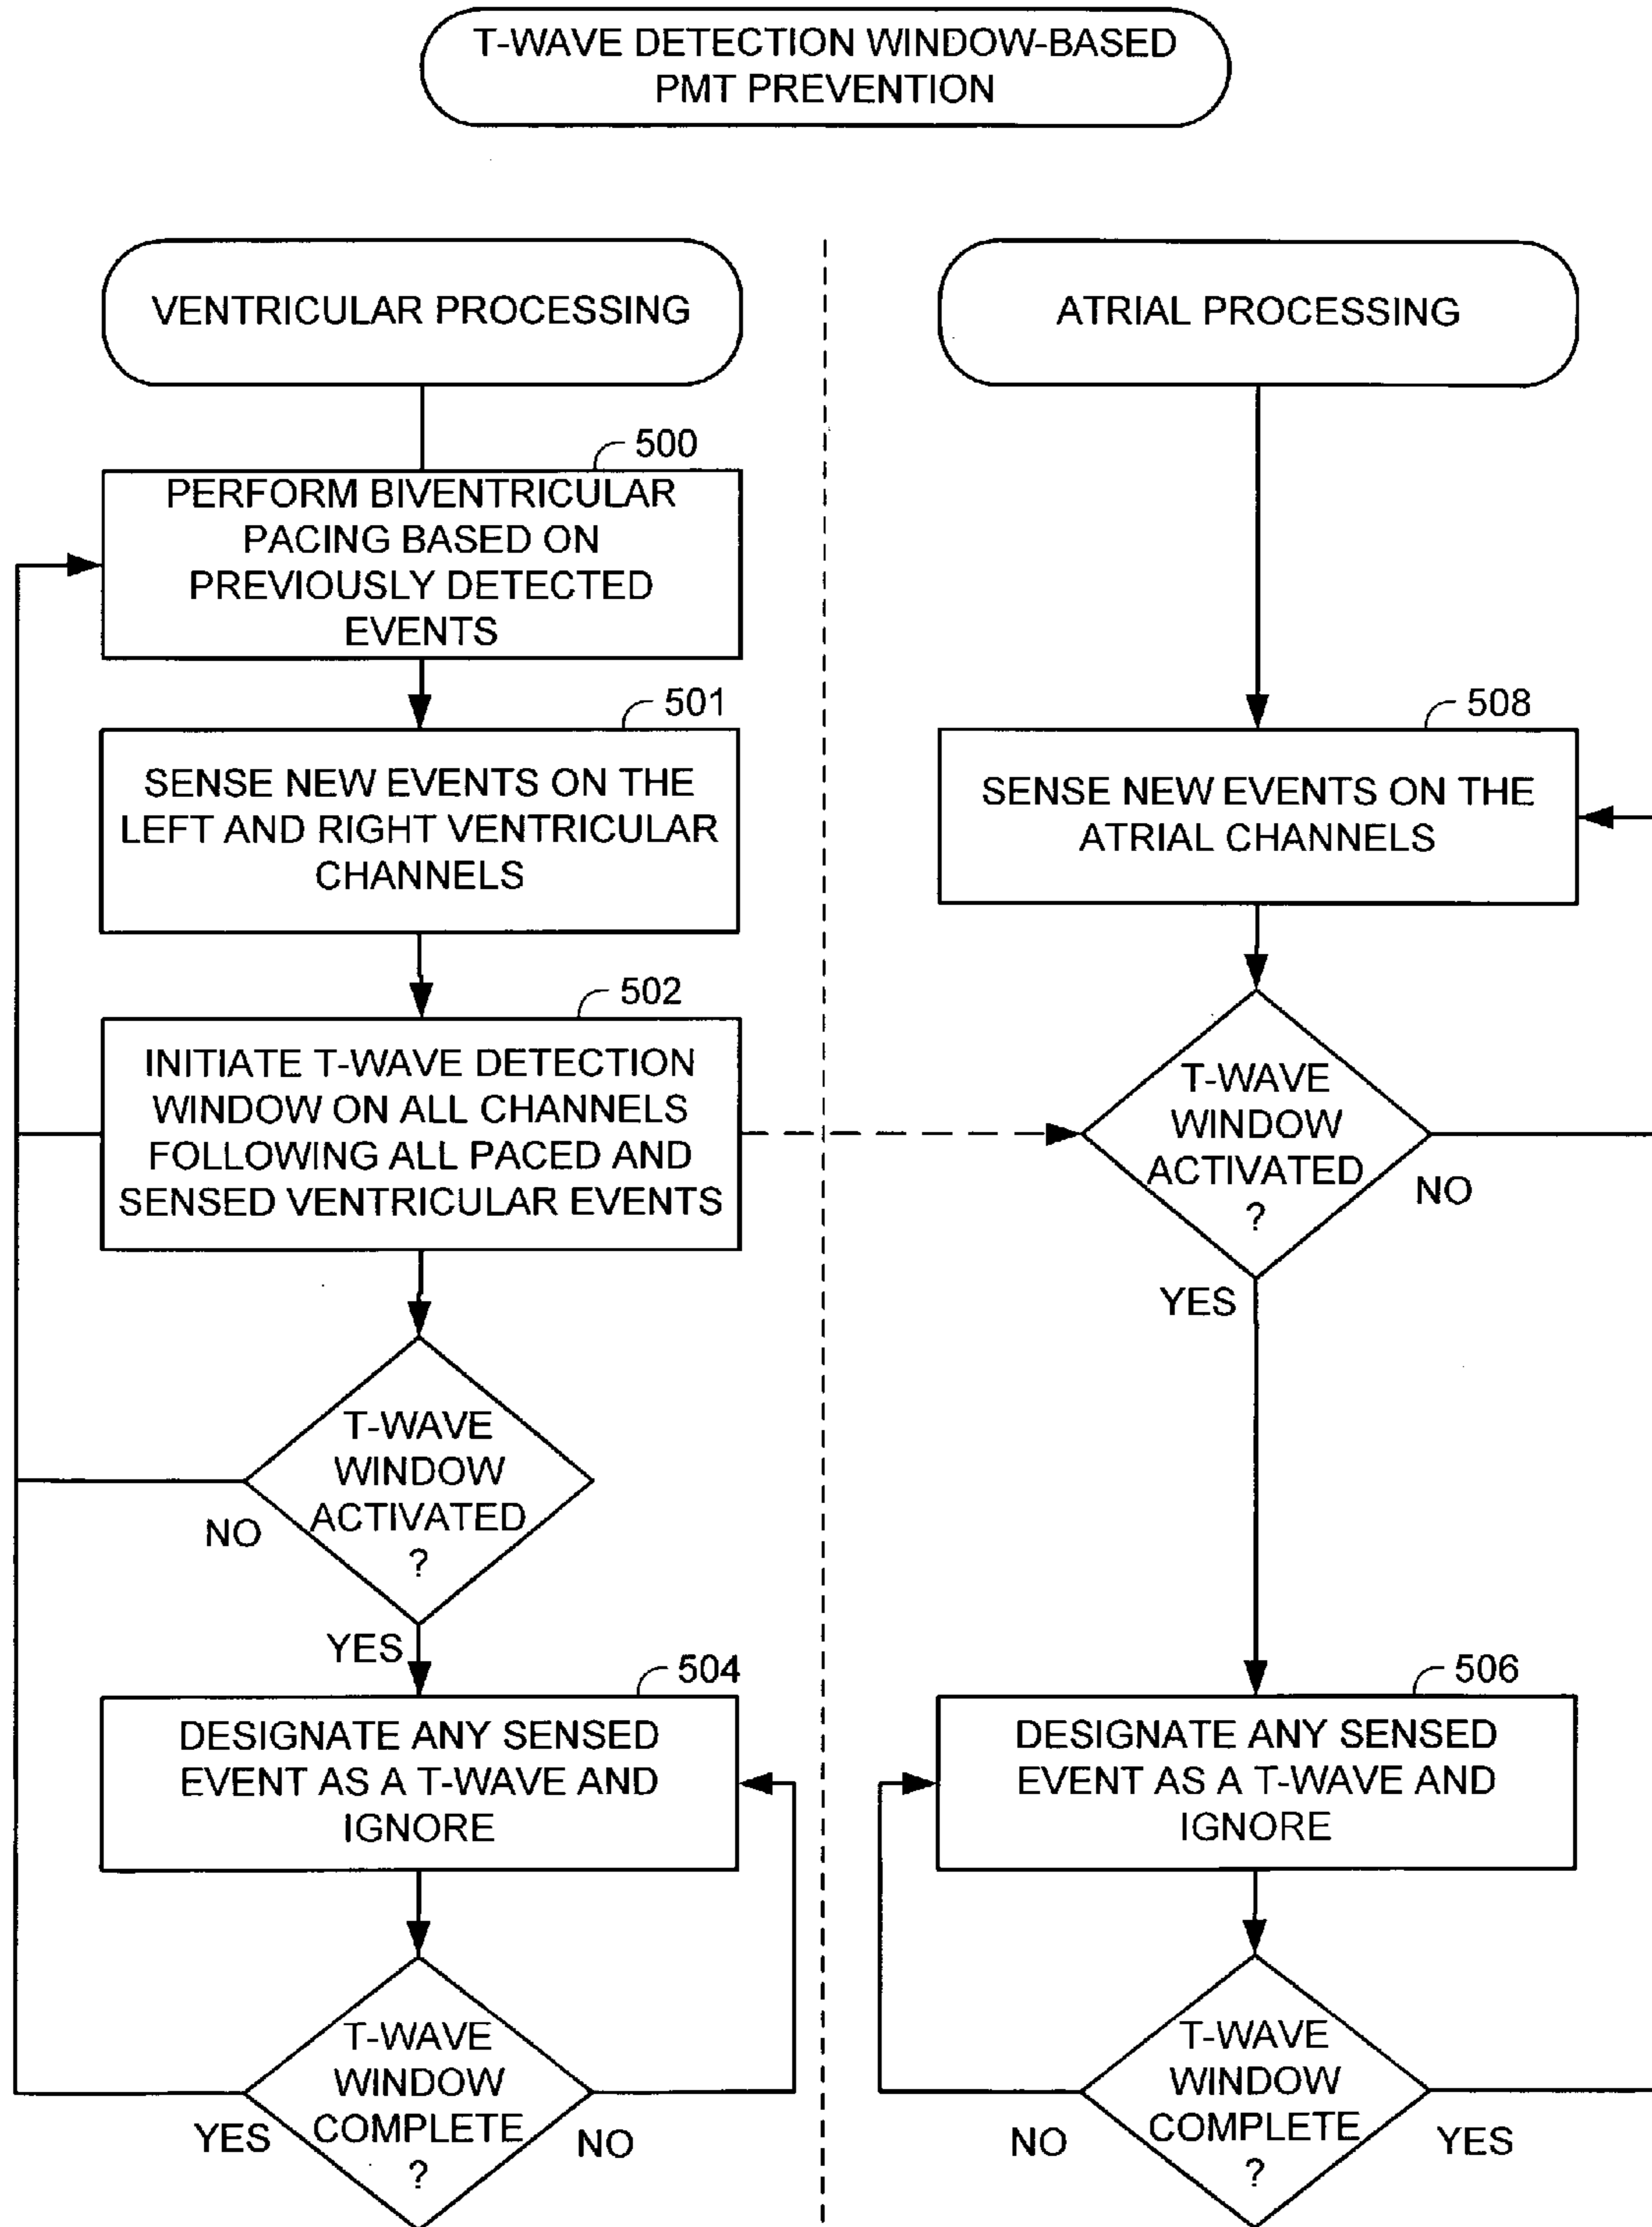 T-WAVE DETECTION WINDOW-BASED
PMT PREVENTION
VENTRICULAR PROCESSING
500
PERFORM BIVENTRICULAR
PACING BASED ON
PREVIOUSLY DETECTED
EVENTS
501
SENSE NEW EVENTS ON THE
LEFT AND RIGHT VENTRICULAR
CHANNELS
502
INITIATE T-WAVE DETECTION
WINDOW ON ALL CHANNELS
FOLLOWING ALL PACED AND
SENSED VENTRICULAR EVENTS
T-WAVE
WINDOW
ACTIVATED
?
NO
YES
504
DESIGNATE ANY SENSED
EVENT AS A T-WAVE AND
IGNORE
T-WAVE
WINDOW
COMPLETE
?
YES
NO
ATRIAL PROCESSING
508
SENSE NEW EVENTS ON THE
ATRIAL CHANNELS
T-WAVE
WINDOW
ACTIVATED
?
NO
YES
506
DESIGNATE ANY SENSED
EVENT AS A T-WAVE AND
IGNORE
T-WAVE
WINDOW
COMPLETE
?
NO
YES